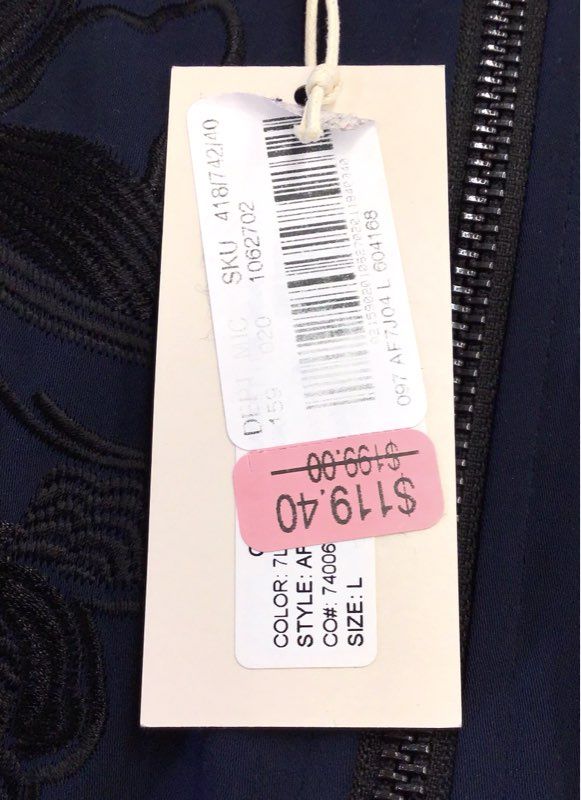 SKU 418/742/40
1062702
DEPT MIC
159 020
097 AF7J04 L 604168
$199.00
$119.40
COLOR: 7L
STYLE: AF
CO#: 74006
SIZE: L